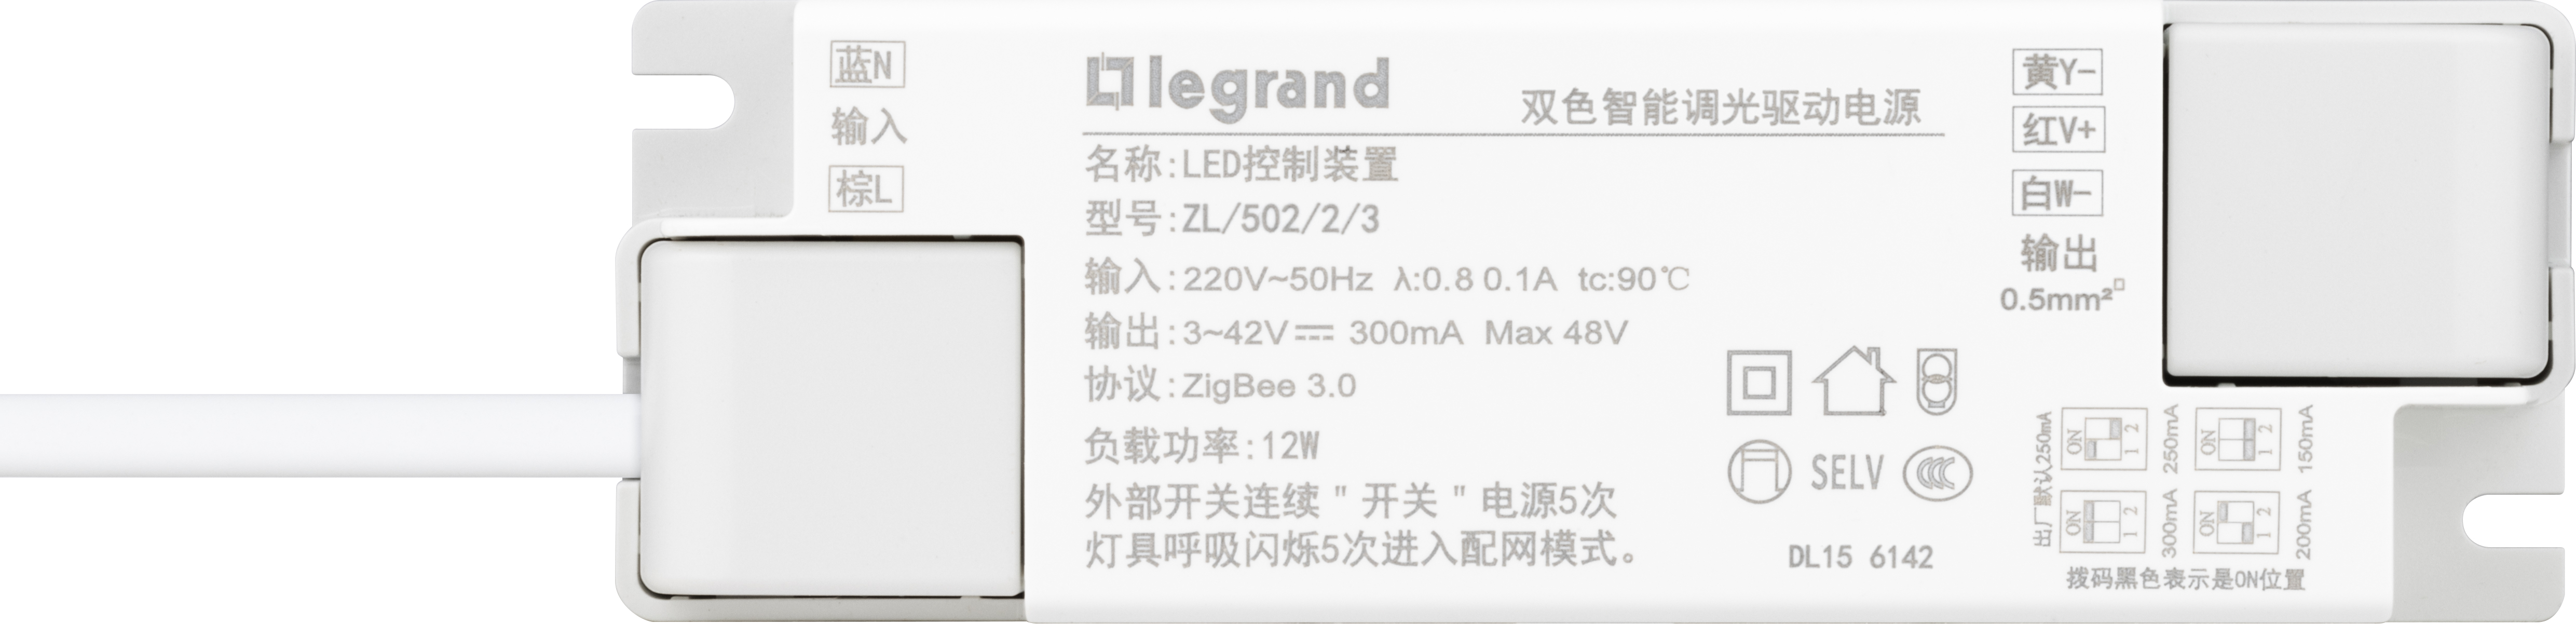 蓝N
输入
棕L
legrand
双色智能调光驱动电源
名称:LED控制装置
型号:ZL/502/2/3
输入:220V~50Hz λ:0.8 0.1A tc:90℃
输出:3~42V⎓ 300mA Max 48V
协议:ZigBee 3.0
负载功率:12W
外部开关连续"开关"电源5次
灯具呼吸闪烁5次进入配网模式。
SELV
CCC
DL15 6142
黄Y-
红V+
白W-
输出
0.5mm²
出厂默认250mA
ON 1 2 250mA
ON 1 2 150mA
ON 1 2 300mA
ON 1 2 200mA
拨码黑色表示是ON位置